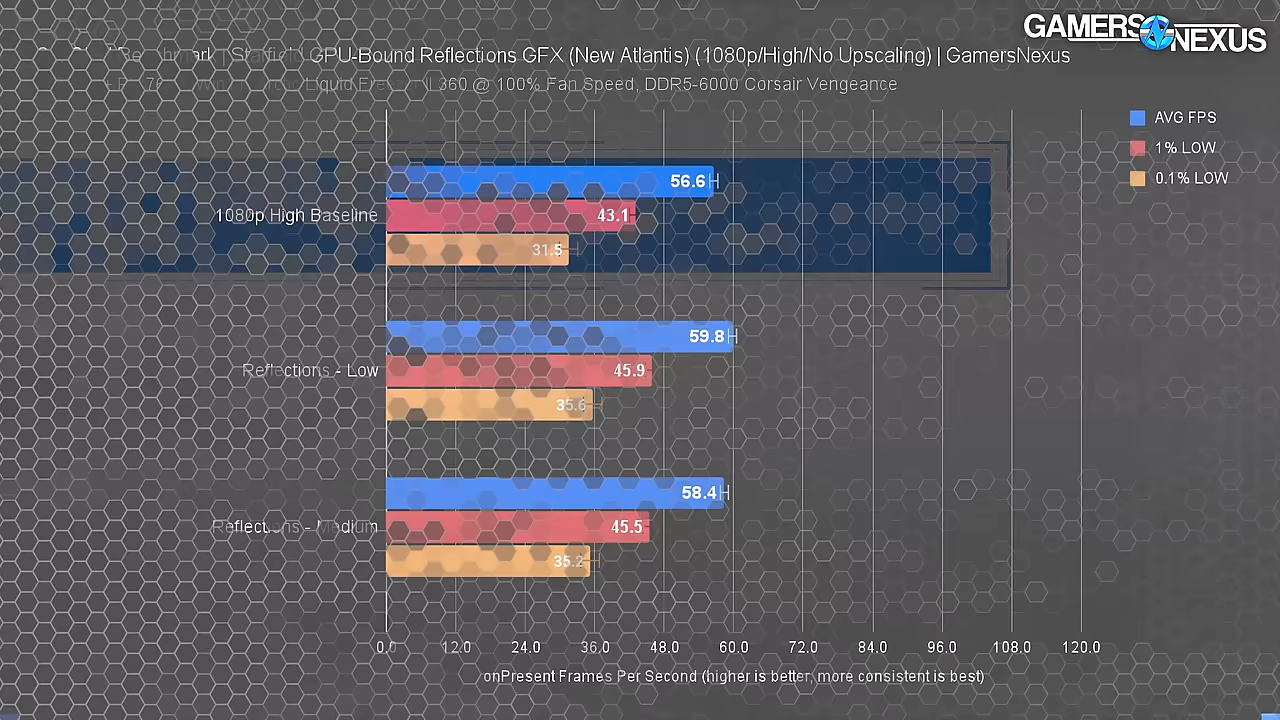 GAMERS NEXUS
GPU-Bound Reflections GFX (New Atlantis) (1080p/High/No Upscaling) | GamersNexus
Liquid 360 @ 100% Fan Speed, DDR5-6000 Corsair Vengeance
AVG FPS
1% LOW
0.1% LOW
1080p High Baseline
56.6
43.1
31.5
Reflections - Low
59.8
45.9
35.6
Reflections - Medium
58.4
45.5
35.2
0.0 12.0 24.0 36.0 48.0 60.0 72.0 84.0 96.0 108.0 120.0
onPresent Frames Per Second (higher is better, more consistent is best)